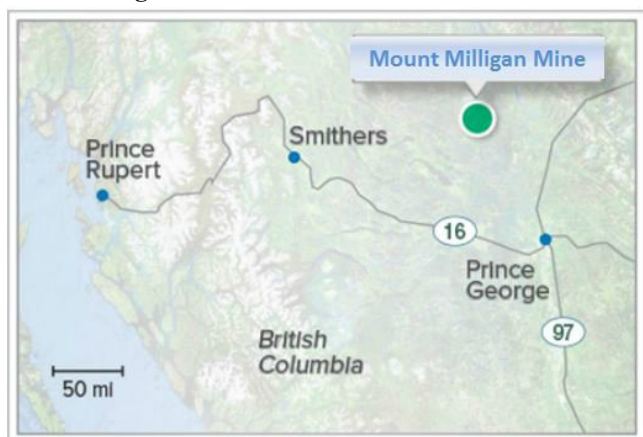 Mount Milligan Mine
Prince
Rupert
Smithers
16
Prince
George
97
British
Columbia
50 mi